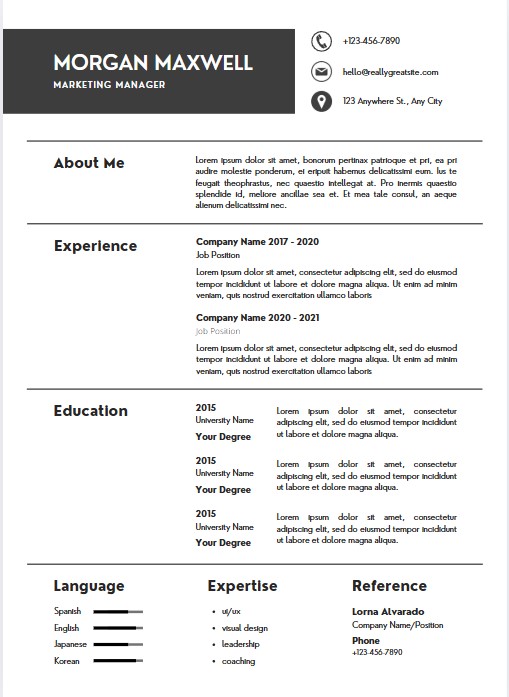 MORGAN MAXWELL
MARKETING MANAGER
+123-456-7890
hello@reallygreatsite.com
123 Anywhere St., Any City
About Me
Lorem ipsum dolor sit amet, bonorum pertinax patrioque et pri, ea pri
audire molestie ponderum, ei eripuit habemus delicatissimi eum. Ius te
feugait theophrastus, nec quaestio intellegat at. Pro inermis quaestio
splendide id, meliore ancillae sea et. Et mea tale consul, an aeque
alienum delicatissimi nec.
Experience
Company Name 2017 - 2020
Job Position
Lorem ipsum dolor sit amet, consectetur adipiscing elit, sed do eiusmod
tempor incididunt ut labore et dolore magna aliqua. Ut enim ad minim
veniam, quis nostrud exercitation ullamco laboris
Company Name 2020 - 2021
Job Position
Lorem ipsum dolor sit amet, consectetur adipiscing elit, sed do eiusmod
tempor incididunt ut labore et dolore magna aliqua. Ut enim ad minim
veniam, quis nostrud exercitation ullamco laboris
Education
2015
University Name
Your Degree
Lorem ipsum dolor sit amet, consectetur
adipiscing elit, sed do eiusmod tempor incididunt
ut labore et dolore magna aliqua.
2015
University Name
Your Degree
Lorem ipsum dolor sit amet, consectetur
adipiscing elit, sed do eiusmod tempor incididunt
ut labore et dolore magna aliqua.
2015
University Name
Your Degree
Lorem ipsum dolor sit amet, consectetur
adipiscing elit, sed do eiusmod tempor incididunt
ut labore et dolore magna aliqua.
Language
Spanish
English
Japanese
Korean
Expertise
• ui/ux
• visual design
• leadership
• coaching
Reference
Lorna Alvarado
Company Name/Position
Phone
+123-456-7890